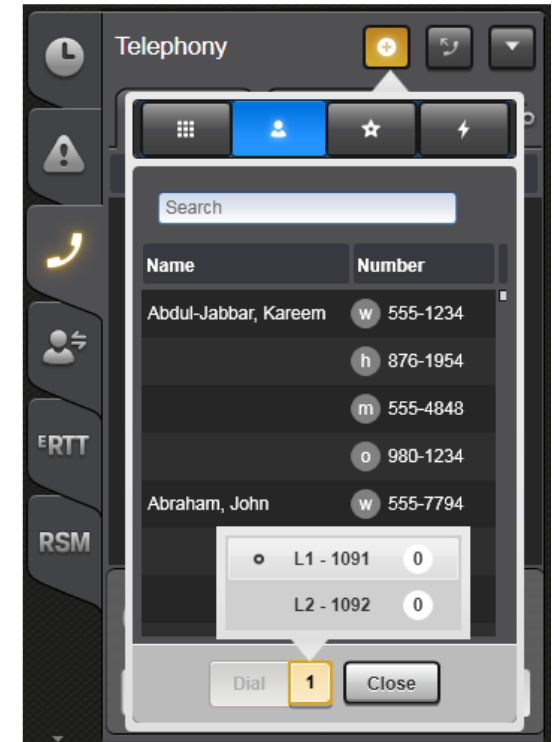 Telephony
Search
Name Number
Abdul-Jabbar, Kareem w 555-1234
h 876-1954
m 555-4848
o 980-1234
Abraham, John w 555-7794
ERTT
RSM
L1 - 1091 0
L2 - 1092 0
Dial 1 Close